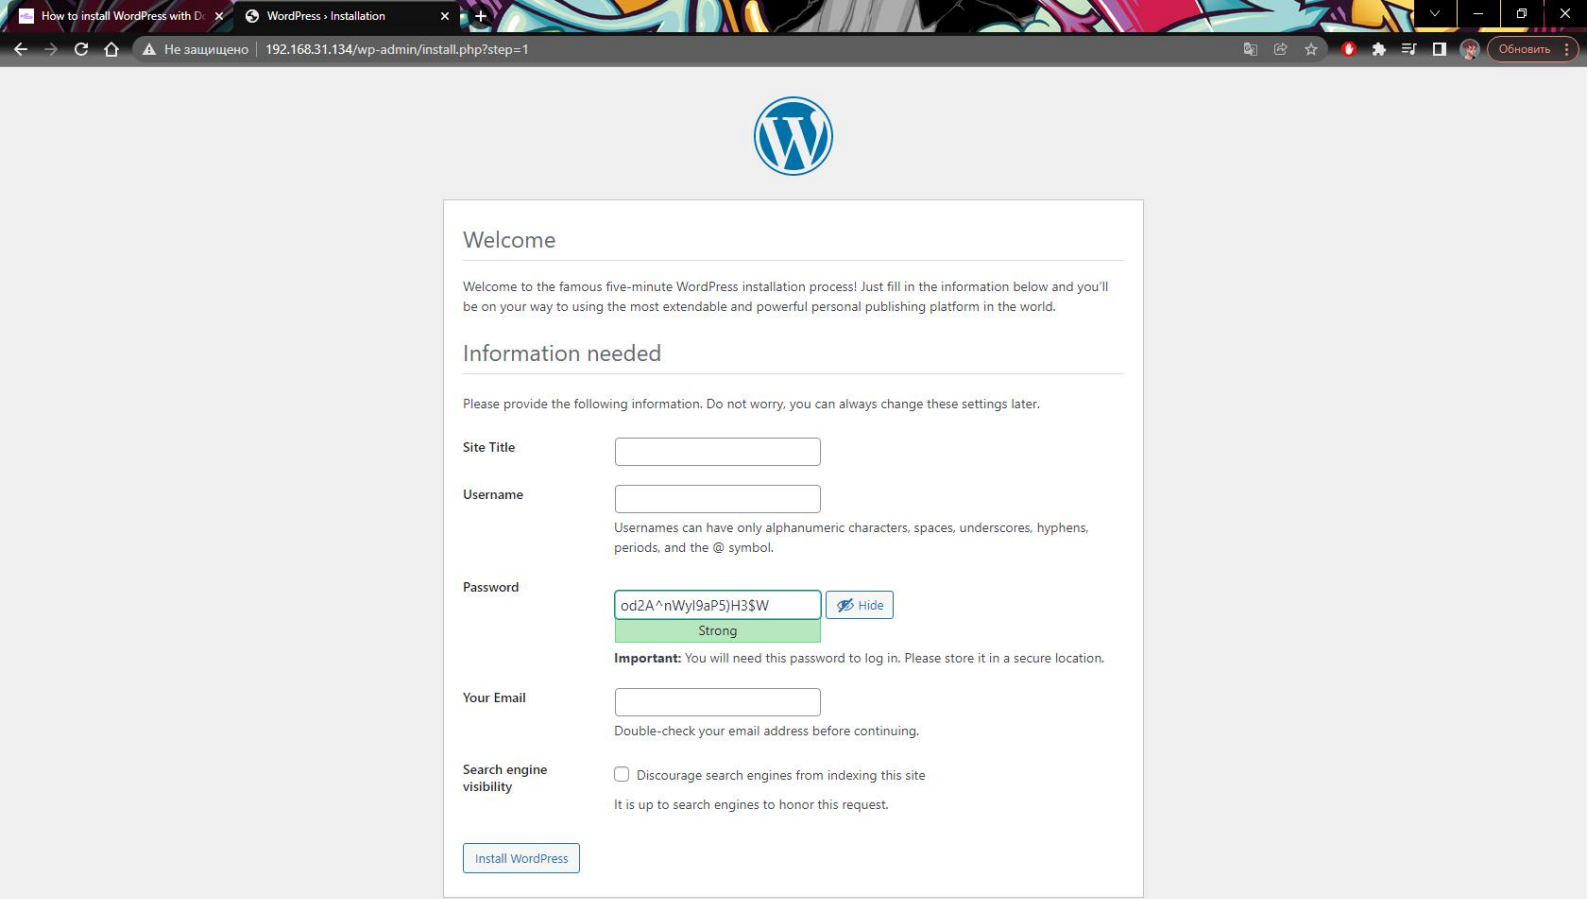 How to install WordPress with Do
WordPress › Installation
Не защищено
192.168.31.134/wp-admin/install.php?step=1
Обновить
Welcome
Welcome to the famous five-minute WordPress installation process! Just fill in the information below and you’ll
be on your way to using the most extendable and powerful personal publishing platform in the world.
Information needed
Please provide the following information. Do not worry, you can always change these settings later.
Site Title
Username
Usernames can have only alphanumeric characters, spaces, underscores, hyphens,
periods, and the @ symbol.
Password
od2A^nWyI9aP5)H3$W
Hide
Strong
Important: You will need this password to log in. Please store it in a secure location.
Your Email
Double-check your email address before continuing.
Search engine
visibility
Discourage search engines from indexing this site
It is up to search engines to honor this request.
Install WordPress